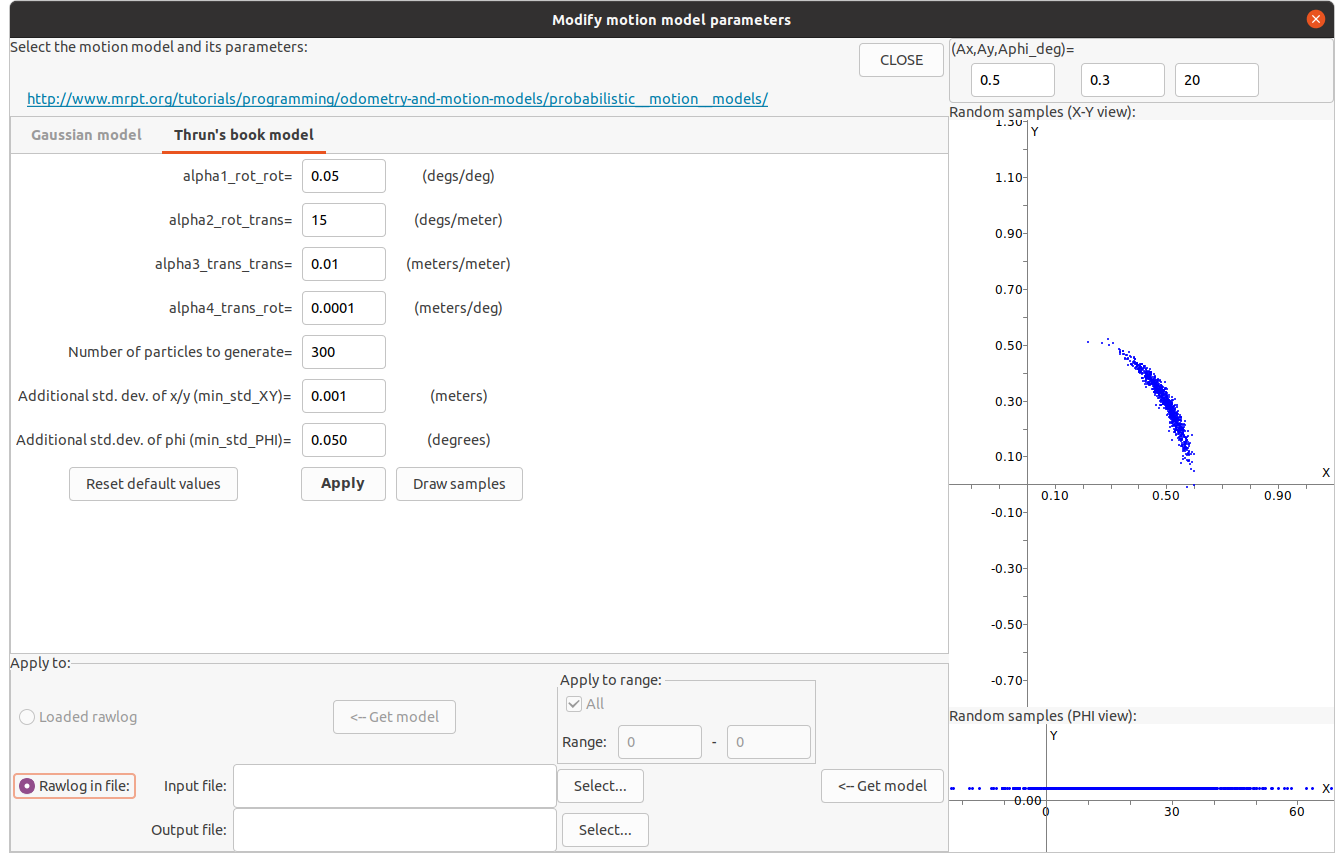 Modify motion model parameters
Select the motion model and its parameters:
CLOSE
http://www.mrpt.org/tutorials/programming/odometry-and-motion-models/probabilistic__motion__models/
Gaussian model Thrun's book model
alpha1_rot_rot= 0.05 (degs/deg)
alpha2_rot_trans= 15 (degs/meter)
alpha3_trans_trans= 0.01 (meters/meter)
alpha4_trans_rot= 0.0001 (meters/deg)
Number of particles to generate= 300
Additional std. dev. of x/y (min_std_XY)= 0.001 (meters)
Additional std.dev. of phi (min_std_PHI)= 0.050 (degrees)
Reset default values Apply Draw samples
Apply to:
Loaded rawlog <-- Get model
Apply to range:
All
Range: 0 - 0
Rawlog in file: Input file: Select... <-- Get model
Output file: Select...
(Ax,Ay,Aphi_deg)=
0.5 0.3 20
Random samples (X-Y view):
1.30
Y
1.10
0.90
0.70
0.50
0.30
0.10
X
0.10 0.50 0.90
-0.10
-0.30
-0.50
-0.70
Random samples (PHI view):
Y
X
0.00
0 30 60